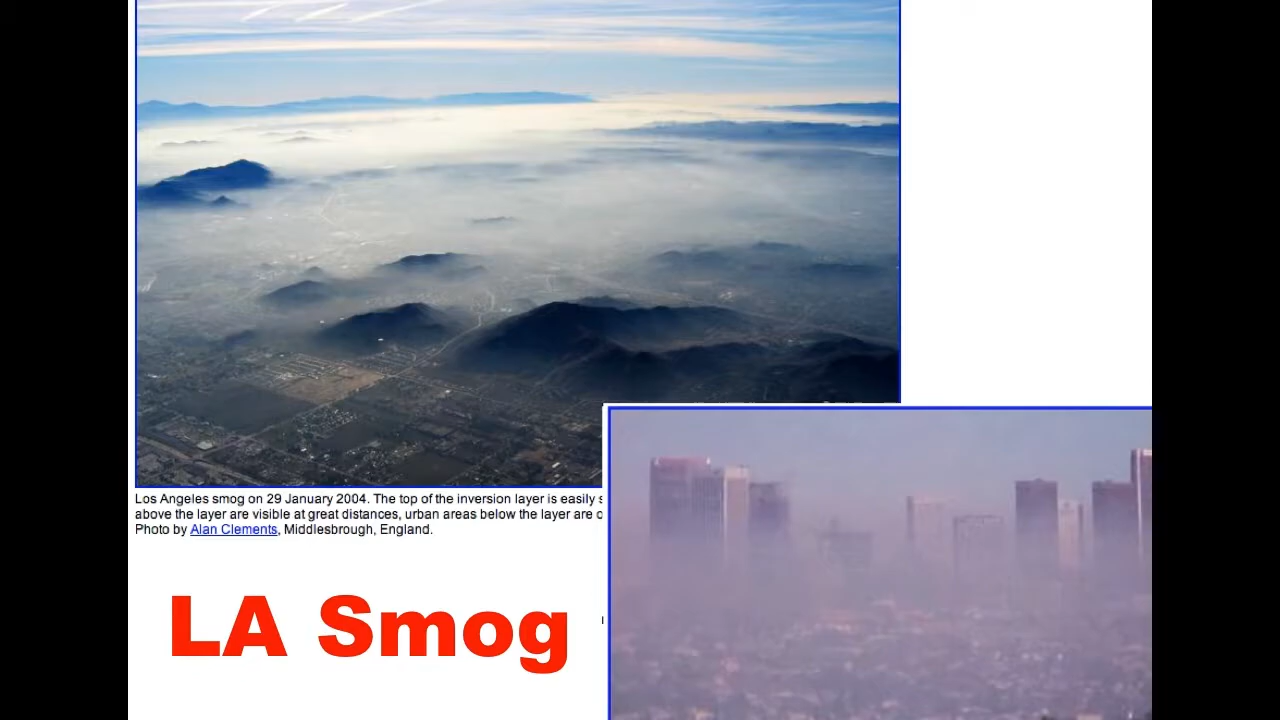 Los Angeles smog on 29 January 2004. The top of the inversion layer is easily
above the layer are visible at great distances, urban areas below the layer are
Photo by Alan Clements, Middlesbrough, England.
LA Smog